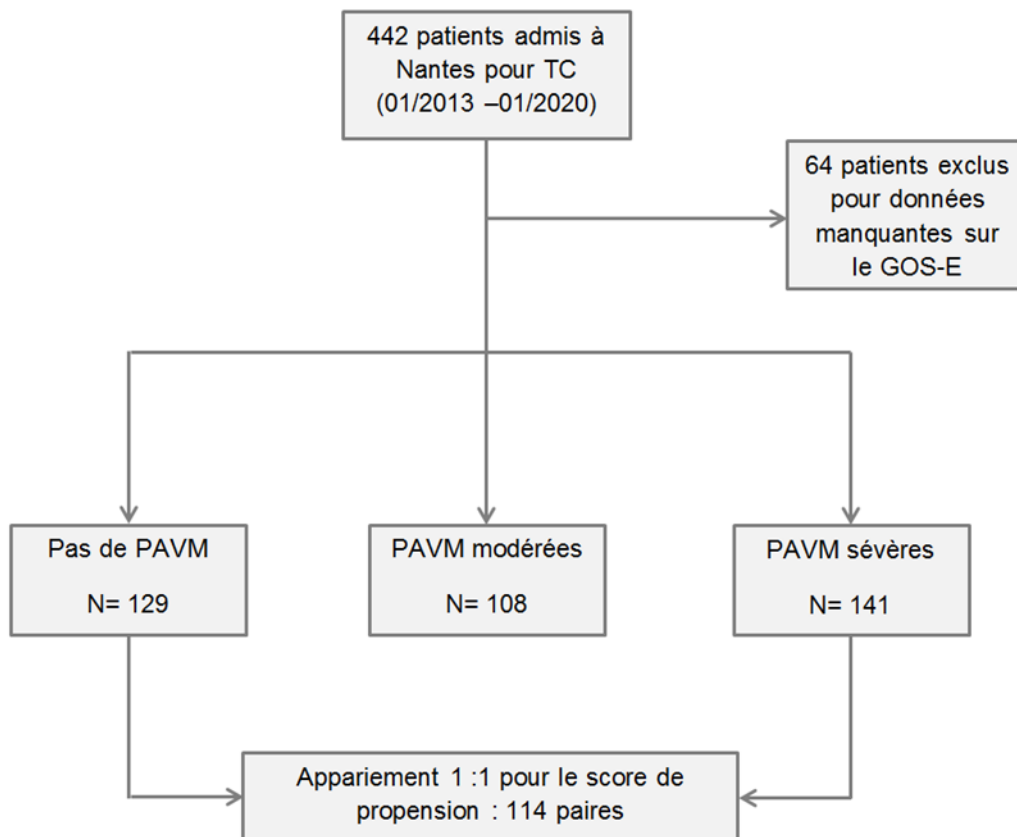 442 patients admis à
Nantes pour TC
(01/2013 –01/2020)
64 patients exclus
pour données
manquantes sur
le GOS-E
Pas de PAVM
N= 129
PAVM modérées
N= 108
PAVM sévères
N= 141
Appariement 1 :1 pour le score de
propension : 114 paires